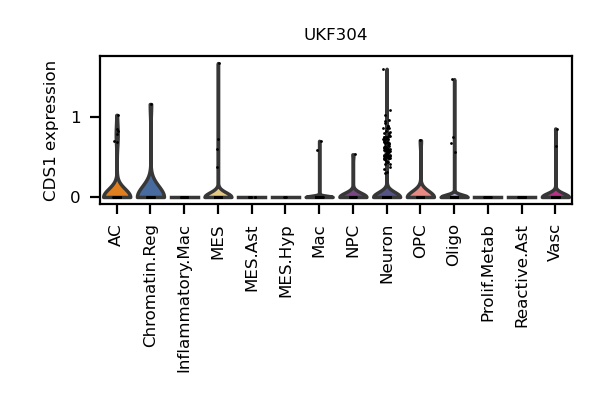 UKF304
CDS1 expression
1
0
AC
Chromatin.Reg
Inflammatory.Mac
MES
MES.Ast
MES.Hyp
Mac
NPC
Neuron
OPC
Oligo
Prolif.Metab
Reactive.Ast
Vasc